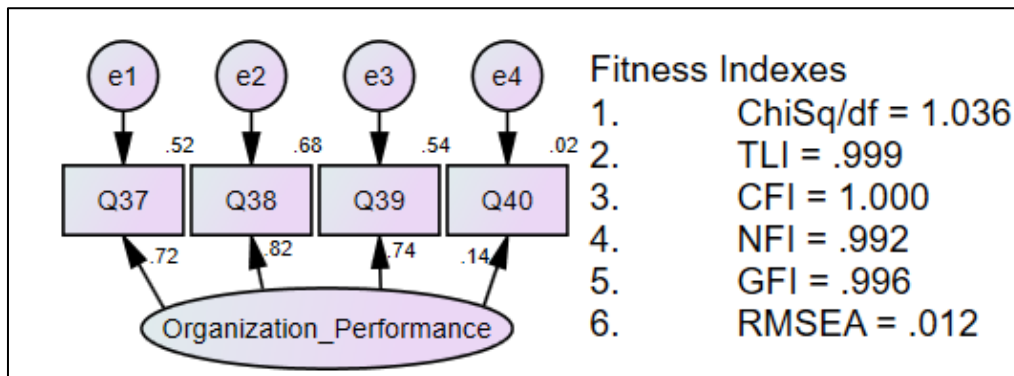 e1 e2 e3 e4
.52 .68 .54 .02
Q37 Q38 Q39 Q40
.72 .82 .74 .14
Organization_Performance
Fitness Indexes
1. ChiSq/df = 1.036
2. TLI = .999
3. CFI = 1.000
4. NFI = .992
5. GFI = .996
6. RMSEA = .012